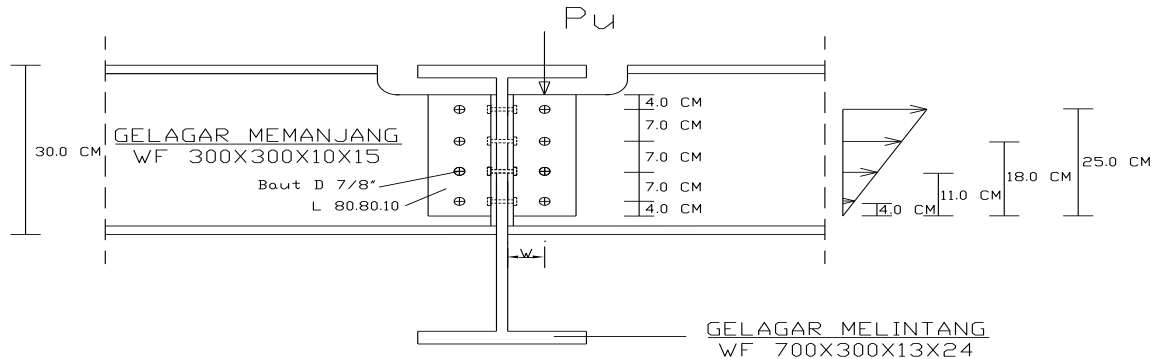 Pu
4.0 CM
7.0 CM
7.0 CM
7.0 CM
4.0 CM
30.0 CM
GELAGAR MEMANJANG
WF 300X300X10X15
Baut D 7/8"
L 80.80.10
4.0 CM
11.0 CM
18.0 CM
25.0 CM
w
GELAGAR MELINTANG
WF 700X300X13X24